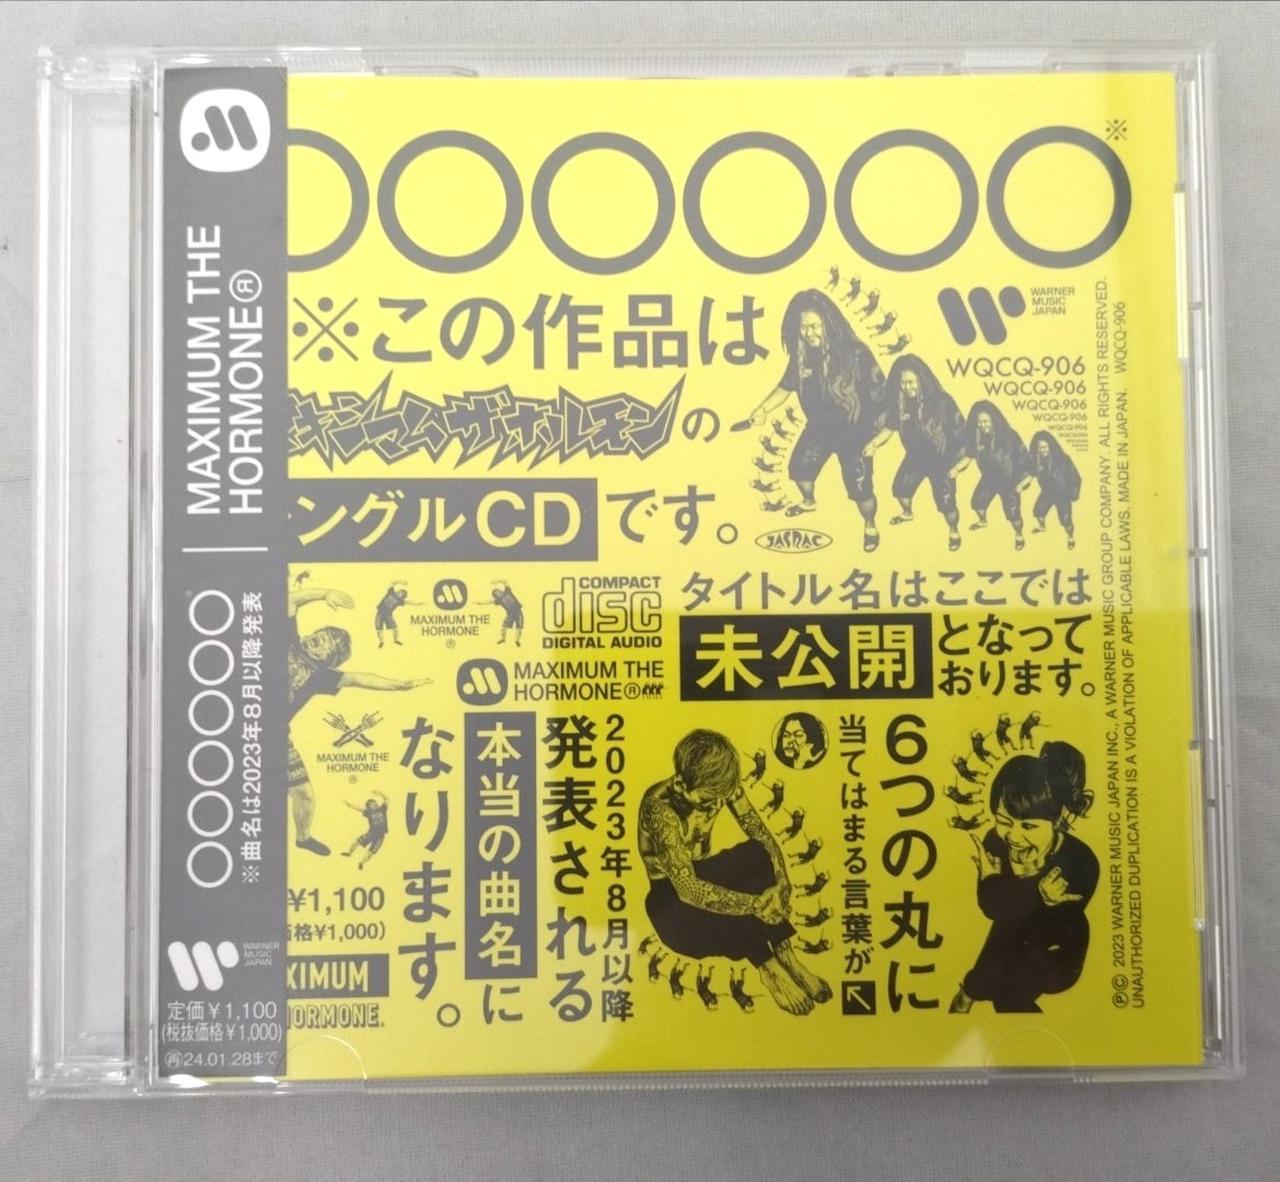 MAXIMUM THE
HORMONE®
○○○○○○※
※曲名は2023年8月以降発表
WARNER
MUSIC
JAPAN
定価¥1,100
(税抜価格¥1,000)
再24.01.28まで
○○○○○○※
※この作品は
キシマムザホルモンの
ングルCDです。
JASRAC
WARNER
MUSIC
JAPAN
WQCQ-906
WQCQ-906
WQCQ-906
WQCQ-906
WQCQ-906
MAXIMUM THE
HORMONE
®
COMPACT
disc
DIGITAL AUDIO
MAXIMUM THE
HORMONE®
タイトル名はここでは
未公開となって
おります。
6つの丸に
当てはまる言葉が
2023年8月以降
発表される
本当の曲名に
なります。
MAXIMUM THE
HORMONE
®
¥1,100
価格¥1,000)
XIMUM
HORMONE.
℗© 2023 WARNER MUSIC JAPAN INC., A WARNER MUSIC GROUP COMPANY. ALL RIGHTS RESERVED.
UNAUTHORIZED DUPLICATION IS A VIOLATION OF APPLICABLE LAWS. MADE IN JAPAN. WQCQ-906